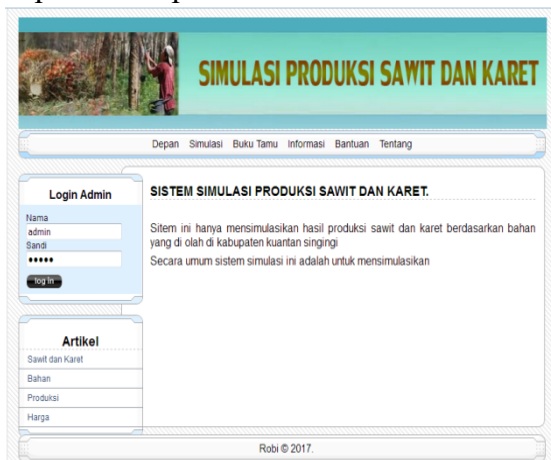 SIMULASI PRODUKSI SAWIT DAN KARET
Depan Simulasi Buku Tamu Informasi Bantuan Tentang
Login Admin
Nama
admin
Sandi
•••••
log In
Artikel
Sawit dan Karet
Bahan
Produksi
Harga
SISTEM SIMULASI PRODUKSI SAWIT DAN KARET.
Sitem ini hanya mensimulasikan hasil produksi sawit dan karet berdasarkan bahan
yang di olah di kabupaten kuantan singingi
Secara umum sistem simulasi ini adalah untuk mensimulasikan
Robi © 2017.